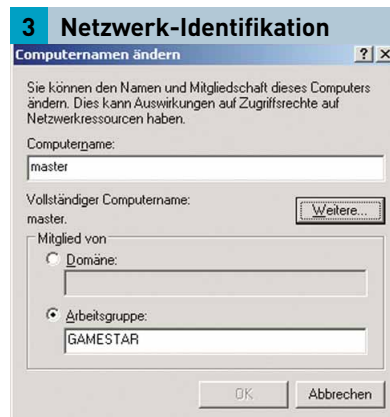 3 Netzwerk-Identifikation
Computernamen ändern
Sie können den Namen und Mitgliedschaft dieses Computers
ändern. Dies kann Auswirkungen auf Zugriffsrechte auf
Netzwerkressourcen haben.
Computername:
master
Vollständiger Computername:
master.
Weitere...
Mitglied von
Domäne:
Arbeitsgruppe:
GAMESTAR
OK
Abbrechen